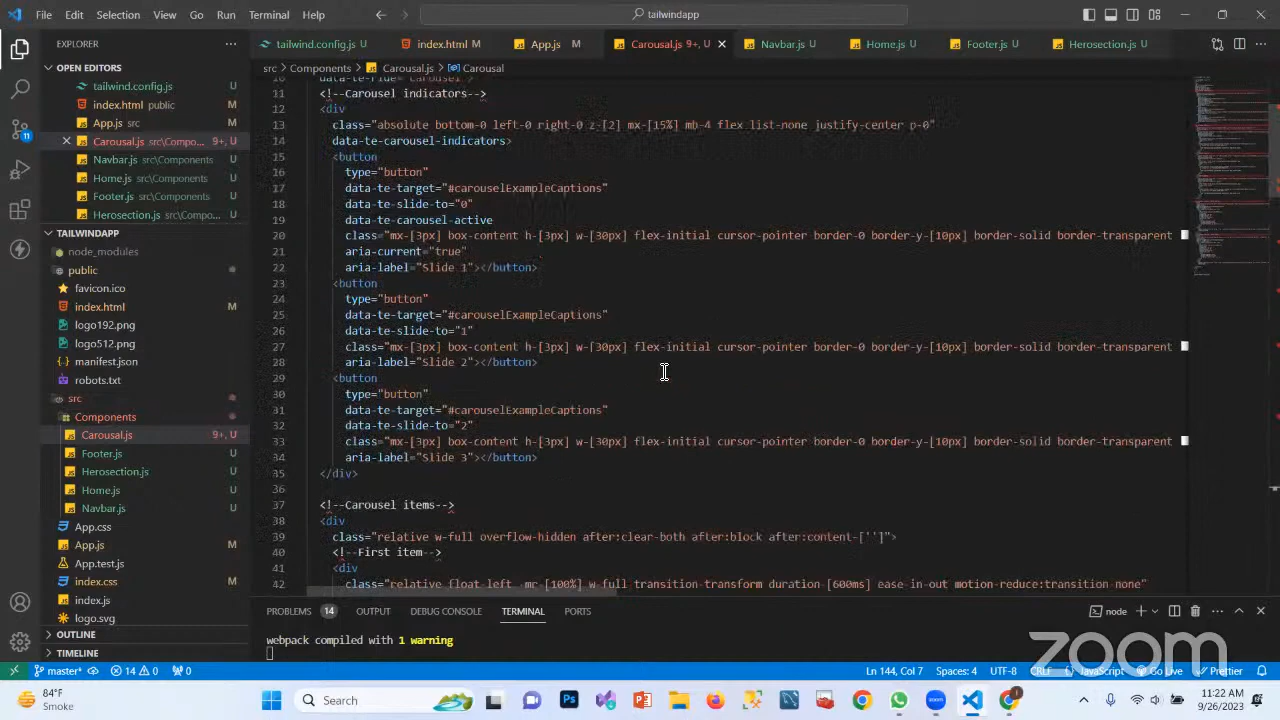 File Edit Selection View Go Run Terminal Help
tailwindapp
EXPLORER
tailwind.config.js U
index.html M
App.js M
Carousal.js 9+, U
Navbar.js U
Home.js U
Footer.js U
Herosection.js U
src > Components > Carousal.js > Carousal
OPEN EDITORS
tailwind.config.js U
index.html public M
App.js src M
Carousal.js src\Compo... 9+, U
Navbar.js src\Components U
Home.js src\Components U
Footer.js src\Components U
Herosection.js src\Compo... U
TAILWINDAPP
node_modules
public
favicon.ico
index.html M
logo192.png
logo512.png
manifest.json
robots.txt
src
Components
Carousal.js 9+, U
Footer.js U
Herosection.js U
Home.js U
Navbar.js U
App.css
App.js M
App.test.js
index.css M
index.js
logo.svg
OUTLINE
TIMELINE
11 <!--Carousel indicators-->
12 <div
13 class="absolute bottom- mx-[15%] mb-4 flex justify-center p-0"
14 data-te-carousel-indicators>
15 <button
16 type="button"
17 data-te-target="#carouselExampleCaptions"
18 data-te-slide-to="0"
19 data-te-carousel-active
20 class="mx-[3px] box-content h-[3px] w-[30px] flex-initial cursor-pointer border-0 border-y-[10px] border-solid border-transparent
21 aria-current="true"
22 aria-label="Slide 1"></button>
23 <button
24 type="button"
25 data-te-target="#carouselExampleCaptions"
26 data-te-slide-to="1"
27 class="mx-[3px] box-content h-[3px] w-[30px] flex-initial cursor-pointer border-0 border-y-[10px] border-solid border-transparent
28 aria-label="Slide 2"></button>
29 <button
30 type="button"
31 data-te-target="#carouselExampleCaptions"
32 data-te-slide-to="2"
33 class="mx-[3px] box-content h-[3px] w-[30px] flex-initial cursor-pointer border-0 border-y-[10px] border-solid border-transparent
34 aria-label="Slide 3"></button>
35 </div>
36
37 <!--Carousel items-->
38 <div
39 class="relative w-full overflow-hidden after:clear-both after:block after:content-['']">
40 <!--First item-->
41 <div
42 class="relative float-left -mr-[100%] w-full transition-transform duration-[600ms] ease-in-out motion-reduce:transition-none"
PROBLEMS 14 OUTPUT DEBUG CONSOLE TERMINAL PORTS
node
webpack compiled with 1 warning
zoom
master* 14 0 0
Ln 144, Col 7 Spaces: 4 UTF-8 CRLF JavaScript Go Live Prettier
84°F
Smoke
Search
11:22 AM
9/26/2023